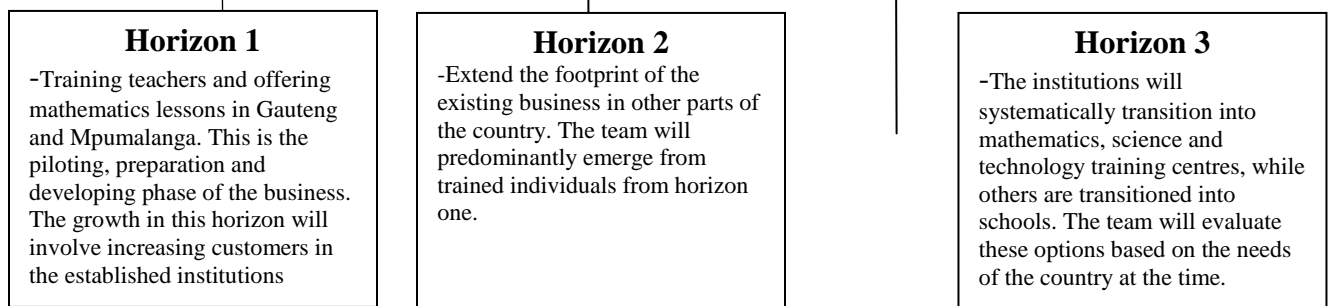 Horizon 1
-Training teachers and offering
mathematics lessons in Gauteng
and Mpumalanga. This is the
piloting, preparation and
developing phase of the business.
The growth in this horizon will
involve increasing customers in
the established institutions
Horizon 2
-Extend the footprint of the
existing business in other parts of
the country. The team will
predominantly emerge from
trained individuals from horizon
one.
Horizon 3
-The institutions will
systematically transition into
mathematics, science and
technology training centres, while
others are transitioned into
schools. The team will evaluate
these options based on the needs
of the country at the time.